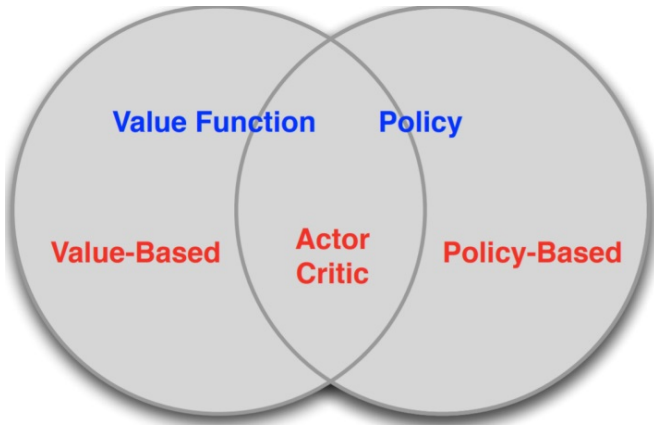 Value Function
Policy
Value-Based
Actor
Critic
Policy-Based